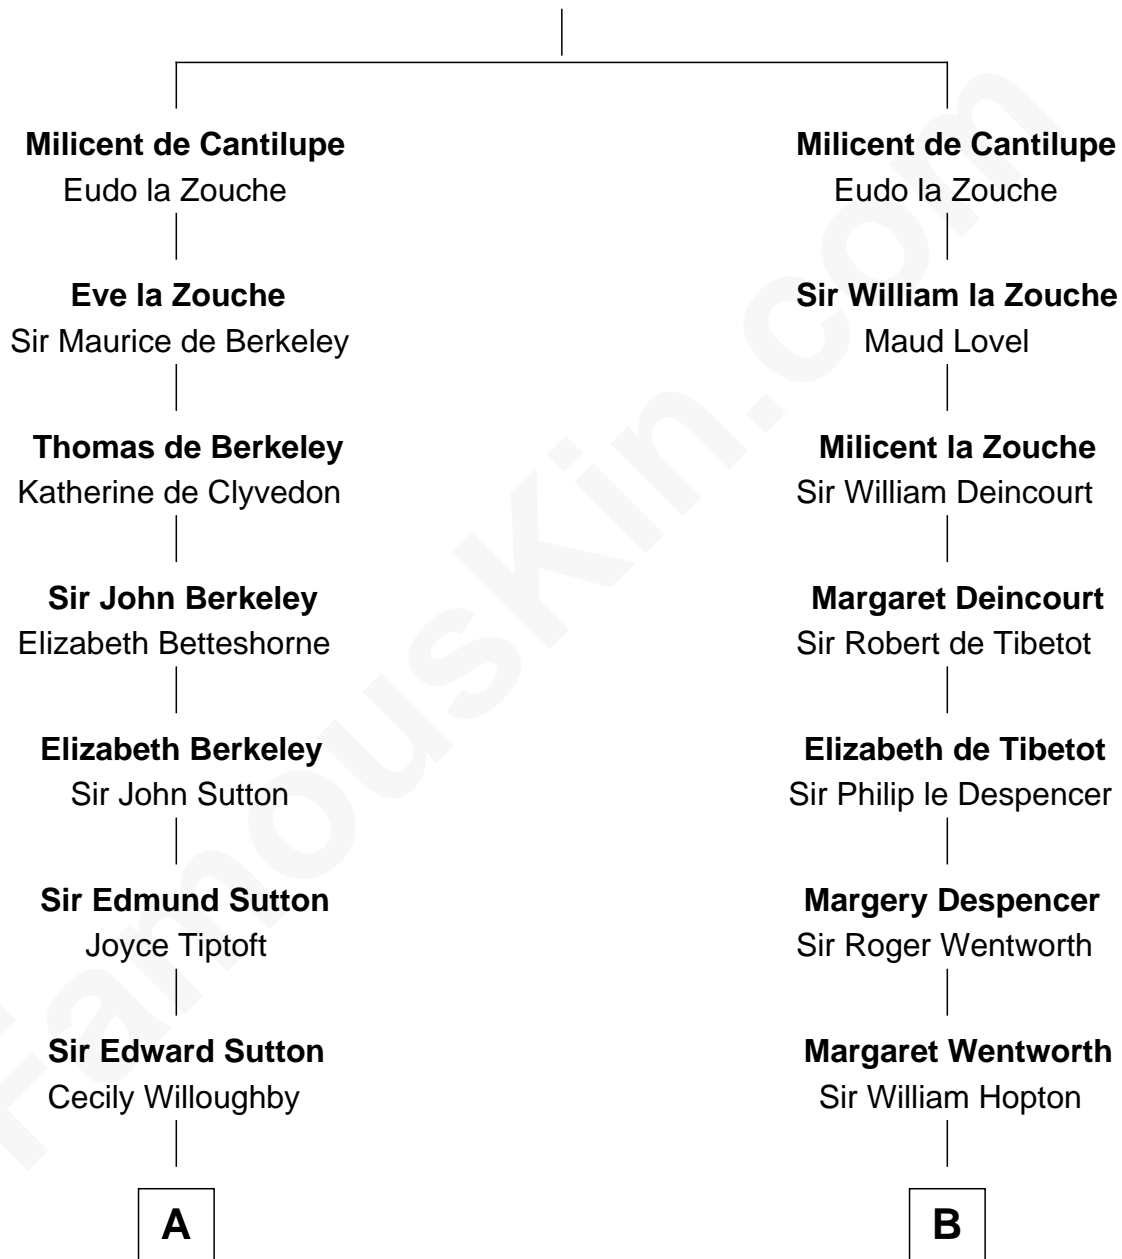 Milicent de Cantilupe
Eudo la Zouche
Eve la Zouche
Sir Maurice de Berkeley
Thomas de Berkeley
Katherine de Clyvedon
Sir John Berkeley
Elizabeth Betteshorne
Elizabeth Berkeley
Sir John Sutton
Sir Edmund Sutton
Joyce Tiptoft
Sir Edward Sutton
Cecily Willoughby
A
Milicent de Cantilupe
Eudo la Zouche
Sir William la Zouche
Maud Lovel
Milicent la Zouche
Sir William Deincourt
Margaret Deincourt
Sir Robert de Tibetot
Elizabeth de Tibetot
Sir Philip le Despencer
Margery Despencer
Sir Roger Wentworth
Margaret Wentworth
Sir William Hopton
B
FamousKin.com